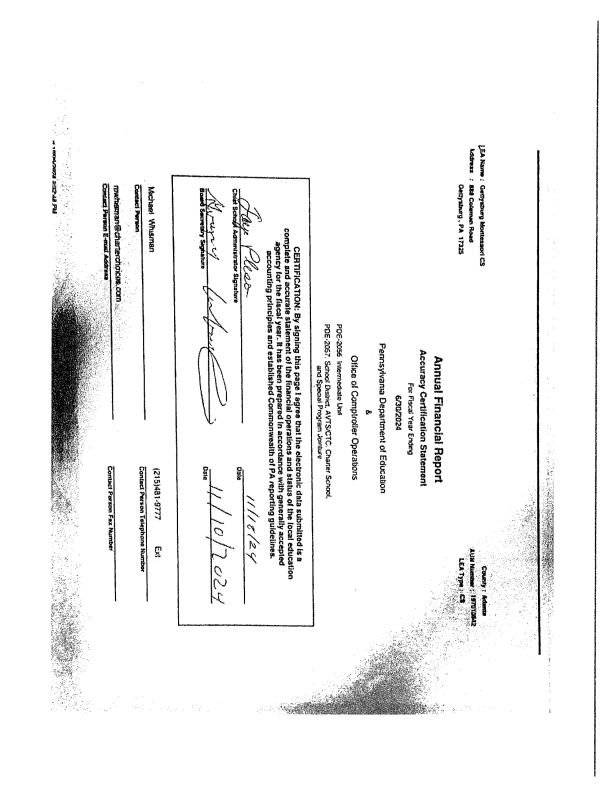 LEA Name : Gettysburg Montessori CS
Address : 888 Coleman Road
Gettysburg , PA 17325
County : Adams
AUN Number : 197010642
LEA Type : CS
Annual Financial Report
Accuracy Certification Statement
For Fiscal Year Ending
6/30/2024
Pennsylvania Department of Education
&
Office of Comptroller Operations
PDE-2056 Intermediate Unit
PDE-2057, School District, AVTS/CTC, Charter School,
and Special Program Jointure
CERTIFICATION: By signing this page I agree that the electronic data submitted is a
complete and accurate statement of the financial operations and status of the local education
agency for the fiscal year. It has been prepared in accordance with generally accepted
accounting principles and established Commonwealth of PA reporting guidelines.
Faye Pleso 11/10/24
Chief School Administrator Signature Date
11/10/2024
Board Secretary Signature Date
Michael Whisman (215)481-9777 Ext
Contact Person Contact Person Telephone Number
mwhisman@charterchoices.com
Contact Person E-mail Address Contact Person Fax Number
PM